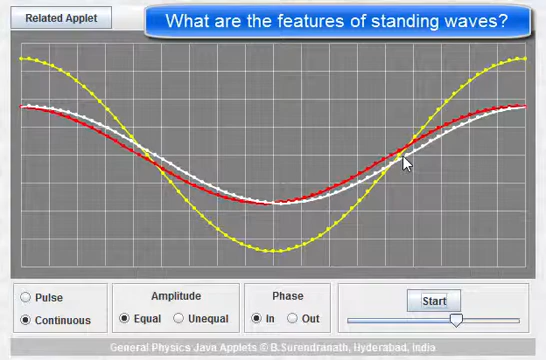 Related Applet
What are the features of standing waves?
Pulse
Continuous
Amplitude
Equal
Unequal
Phase
In
Out
Start
General Physics Java Applets © B.Surendranath, Hyderabad, India